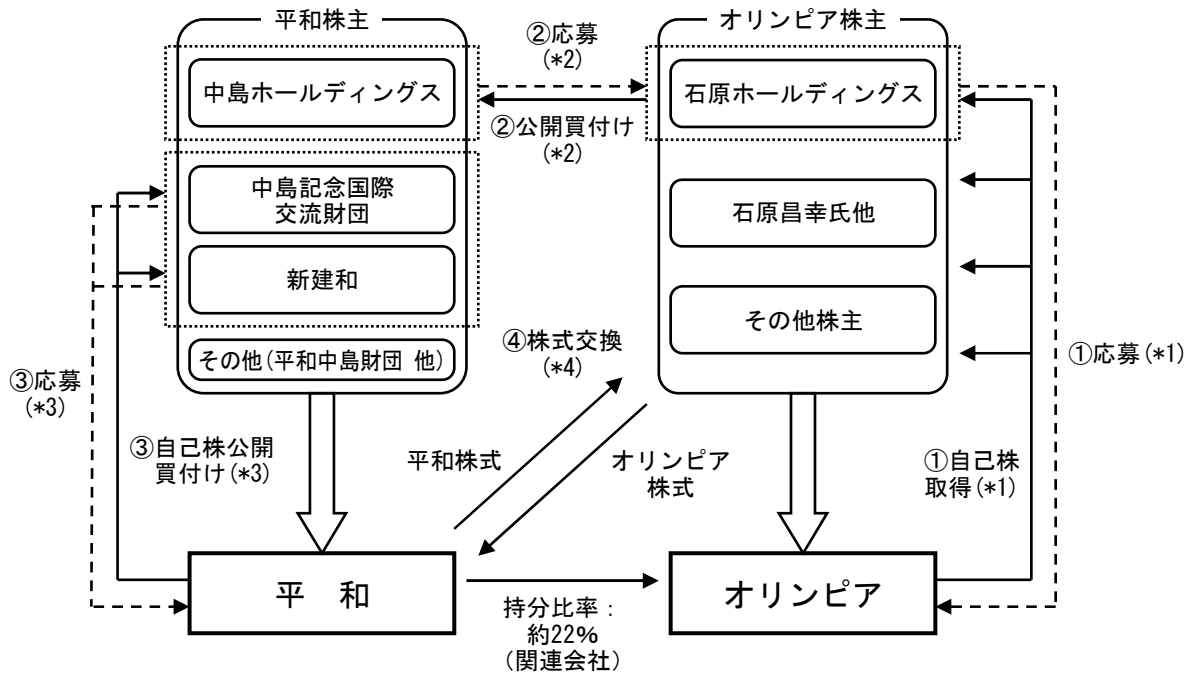 平和株主
オリンピア株主
②応募
(*2)
中島ホールディングス
石原ホールディングス
②公開買付け
(*2)
中島記念国際
交流財団
石原昌幸氏他
新建和
その他株主
④株式交換
(*4)
その他(平和中島財団 他)
①応募(*1)
③応募
(*3)
③自己株公開
買付け(*3)
平和株式
オリンピア
株式
①自己株
取得(*1)
平 和
オリンピア
持分比率：
約22%
（関連会社）